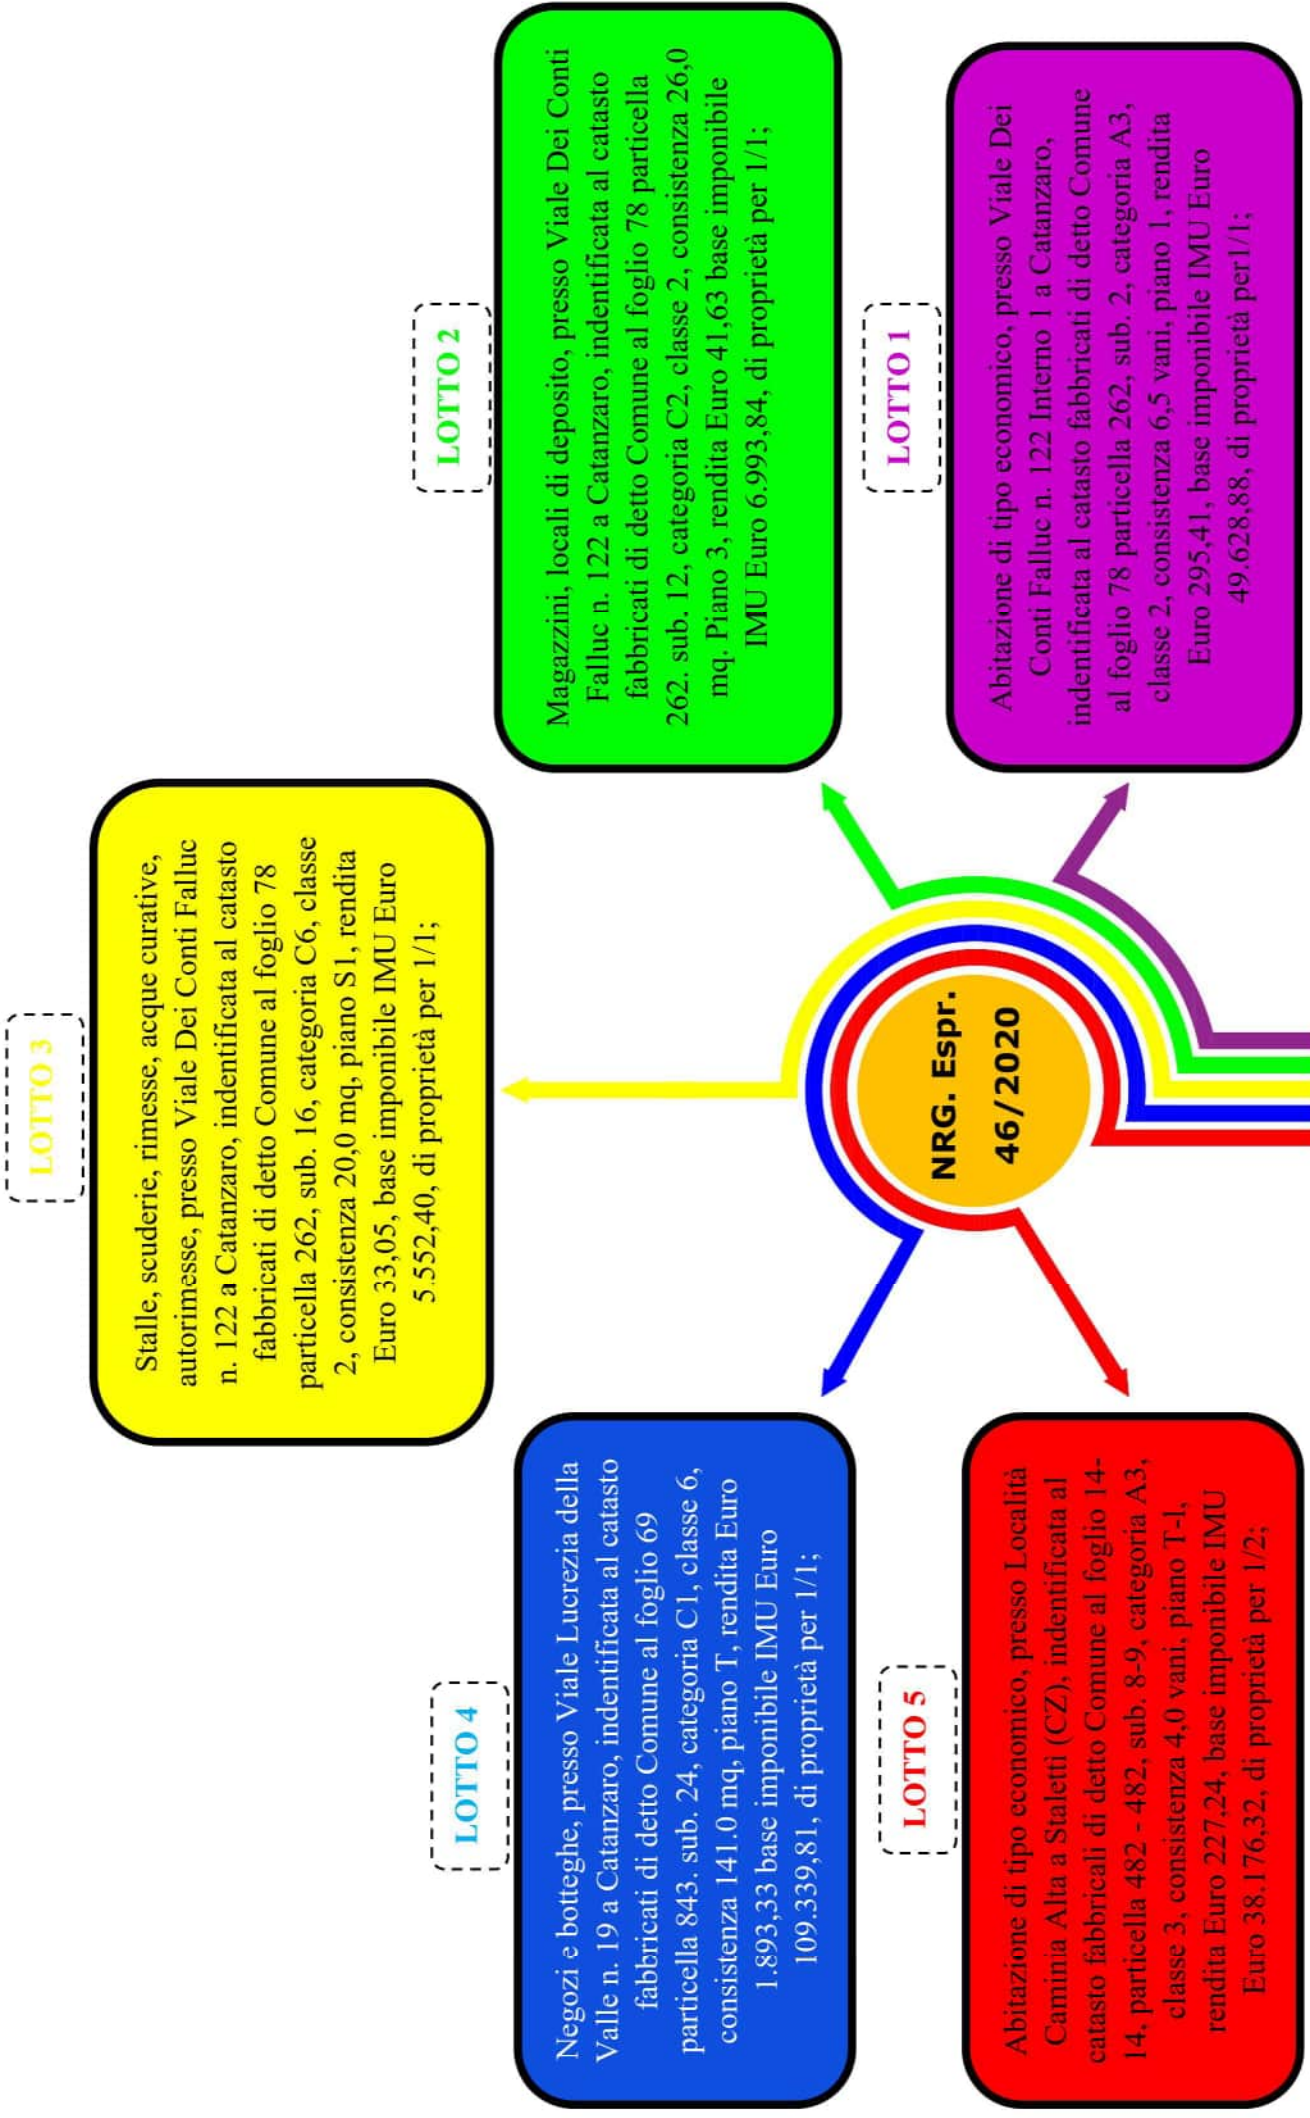 LOTTO 3
Stalle, scuderie, rimesse, acque curative,
autorimesse, presso Viale Dei Conti Falluc
n. 122 a Catanzaro, indentificata al catasto
fabbricati di detto Comune al foglio 78
particella 262, sub. 16, categoria C6, classe
2, consistenza 20,0 mq, piano S1, rendita
Euro 33,05, base imponibile IMU Euro
5.552,40, di proprietà per 1/1;
LOTTO 4
Negozi e botteghe, presso Viale Lucrezia della
Valle n. 19 a Catanzaro, indentificata al catasto
fabbricati di detto Comune al foglio 69
particella 843. sub. 24, categoria C1, classe 6,
consistenza 141.0 mq, piano T, rendita Euro
1.893,33 base imponibile IMU Euro
109.339,81, di proprietà per 1/1;
LOTTO 2
Magazzini, locali di deposito, presso Viale Dei Conti
Falluc n. 122 a Catanzaro, indentificata al catasto
fabbricati di detto Comune al foglio 78 particella
262. sub. 12, categoria C2, classe 2, consistenza 26,0
mq. Piano 3, rendita Euro 41,63 base imponibile
IMU Euro 6.993,84, di proprietà per 1/1;
LOTTO 5
Abitazione di tipo economico, presso Località
Caminia Alta a Staletti (CZ), indentificata al
catasto fabbricali di detto Comune al foglio 14-
14, particella 482 - 482, sub. 8-9, categoria A3,
classe 3, consistenza 4,0 vani, piano T-1,
rendita Euro 227.24, base imponibile IMU
Euro 38.176,32, di proprietà per 1/2;
NRG. Espr.
46/2020
LOTTO 1
Abitazione di tipo economico, presso Viale Dei
Conti Falluc n. 122 Interno 1 a Catanzaro,
indentificata al catasto fabbricati di detto Comune
al foglio 78 particella 262, sub. 2, categoria A3,
classe 2, consistenza 6,5 vani, piano 1, rendita
Euro 295,41, base imponibile IMU Euro
49.628,88, di proprietà per1/1;